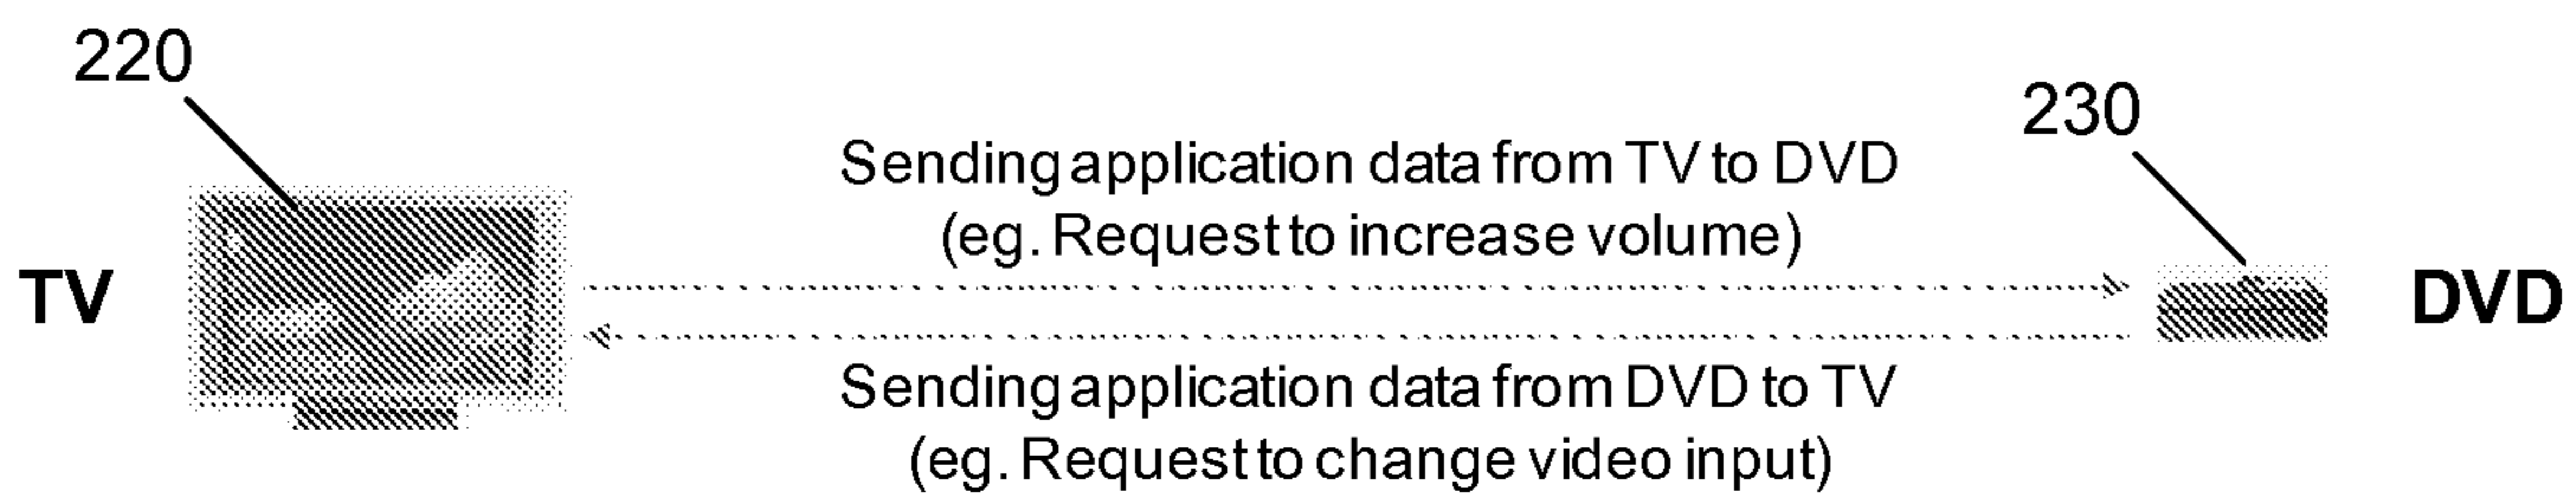 220
230
Sending application data from TV to DVD
(eg. Request to increase volume)
TV
DVD
Sending application data from DVD to TV
(eg. Request to change video input)